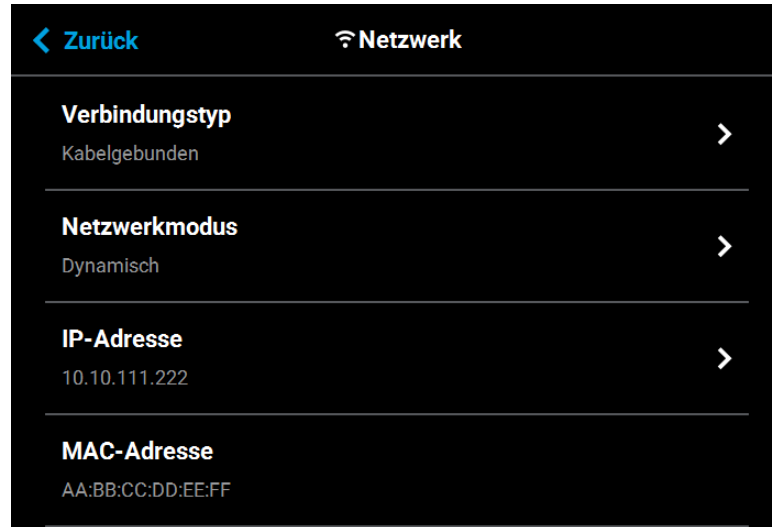 Zurück
Netzwerk
Verbindungstyp
Kabelgebunden
Netzwerkmodus
Dynamisch
IP-Adresse
10.10.111.222
MAC-Adresse
AA:BB:CC:DD:EE:FF